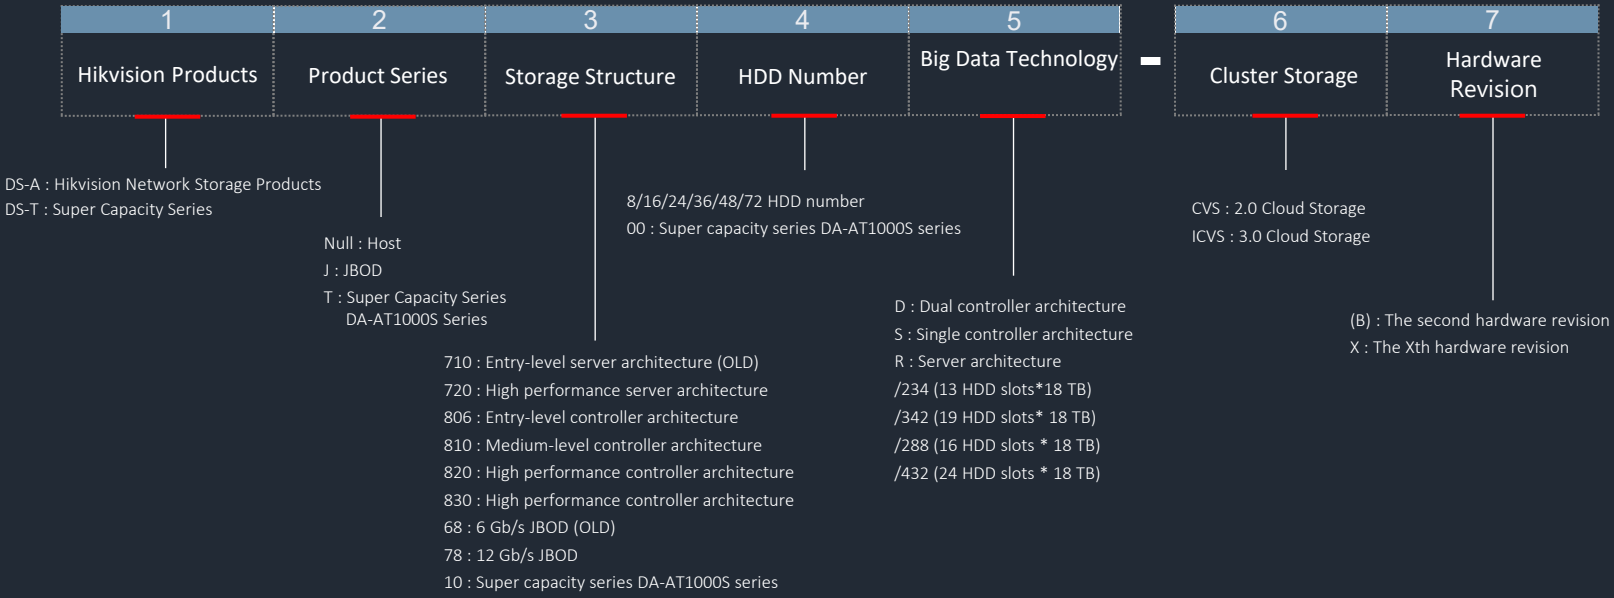 1
2
3
4
5
6
7
Hikvision Products
Product Series
Storage Structure
HDD Number
Big Data Technology
-
Cluster Storage
Hardware
Revision
DS-A : Hikvision Network Storage Products
DS-T : Super Capacity Series
Null : Host
J : JBOD
T : Super Capacity Series
DA-AT1000S Series
710 : Entry-level server architecture (OLD)
720 : High performance server architecture
806 : Entry-level controller architecture
810 : Medium-level controller architecture
820 : High performance controller architecture
830 : High performance controller architecture
68 : 6 Gb/s JBOD (OLD)
78 : 12 Gb/s JBOD
10 : Super capacity series DA-AT1000S series
8/16/24/36/48/72 HDD number
00 : Super capacity series DA-AT1000S series
D : Dual controller architecture
S : Single controller architecture
R : Server architecture
/234 (13 HDD slots*18 TB)
/342 (19 HDD slots* 18 TB)
/288 (16 HDD slots * 18 TB)
/432 (24 HDD slots * 18 TB)
CVS : 2.0 Cloud Storage
ICVS : 3.0 Cloud Storage
(B) : The second hardware revision
X : The Xth hardware revision